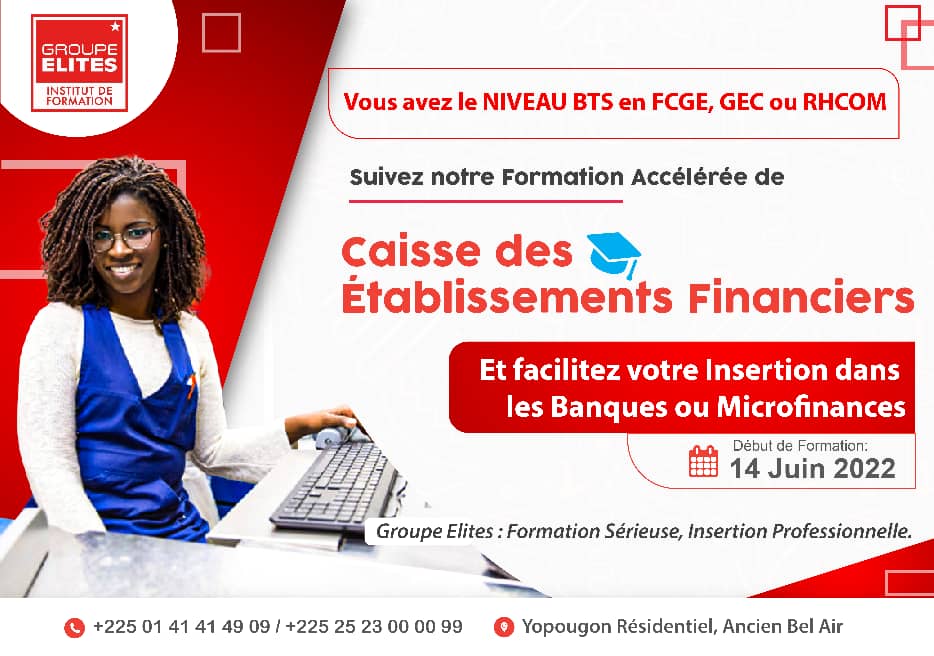 GROUPE
ELITES
INSTITUT DE
FORMATION
Vous avez le NIVEAU BTS en FCGE, GEC ou RHCOM
Suivez notre Formation Accélérée de
Caisse des
Établissements Financiers
Et facilitez votre Insertion dans
les Banques ou Microfinances
Début de Formation:
14 Juin 2022
Groupe Elites : Formation Sérieuse, Insertion Professionnelle.
+225 01 41 41 49 09 / +225 25 23 00 00 99
Yopougon Résidentiel, Ancien Bel Air